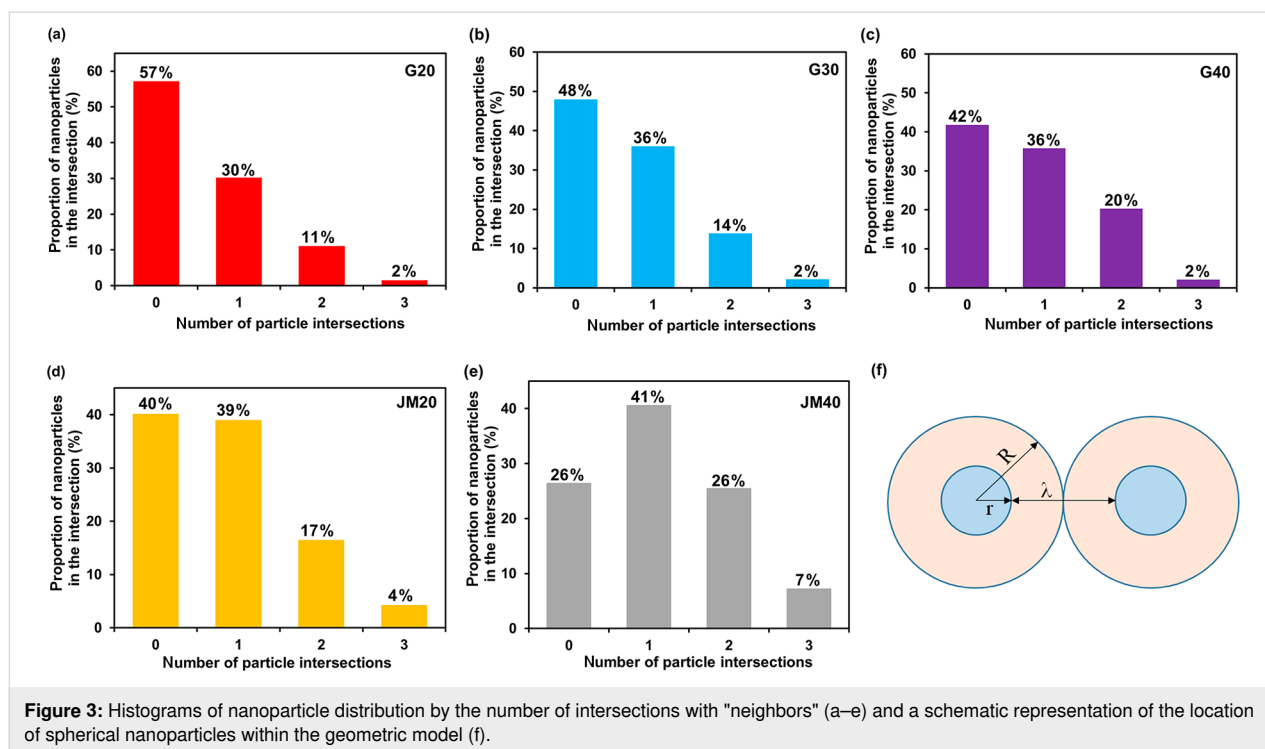 (a)
Proportion of nanoparticles
in the intersection (%)
60
50
40
30
20
10
0
G20
57%
30%
11%
2%
0 1 2 3
Number of particle intersections
(b)
Proportion of nanoparticles
in the intersection (%)
60
50
40
30
20
10
0
G30
48%
36%
14%
2%
0 1 2 3
Number of particle intersections
(c)
Proportion of nanoparticles
in the intersection (%)
60
50
40
30
20
10
0
G40
42%
36%
20%
2%
0 1 2 3
Number of particle intersections
(d)
Proportion of nanoparticles
in the intersection (%)
40
30
20
10
0
JM20
40%
39%
17%
4%
0 1 2 3
Number of particle intersections
(e)
Proportion of nanoparticles
in the intersection (%)
40
30
20
10
0
JM40
26%
41%
26%
7%
0 1 2 3
Number of particle intersections
(f)
R
r
λ
Figure 3: Histograms of nanoparticle distribution by the number of intersections with "neighbors" (a–e) and a schematic representation of the location
of spherical nanoparticles within the geometric model (f).